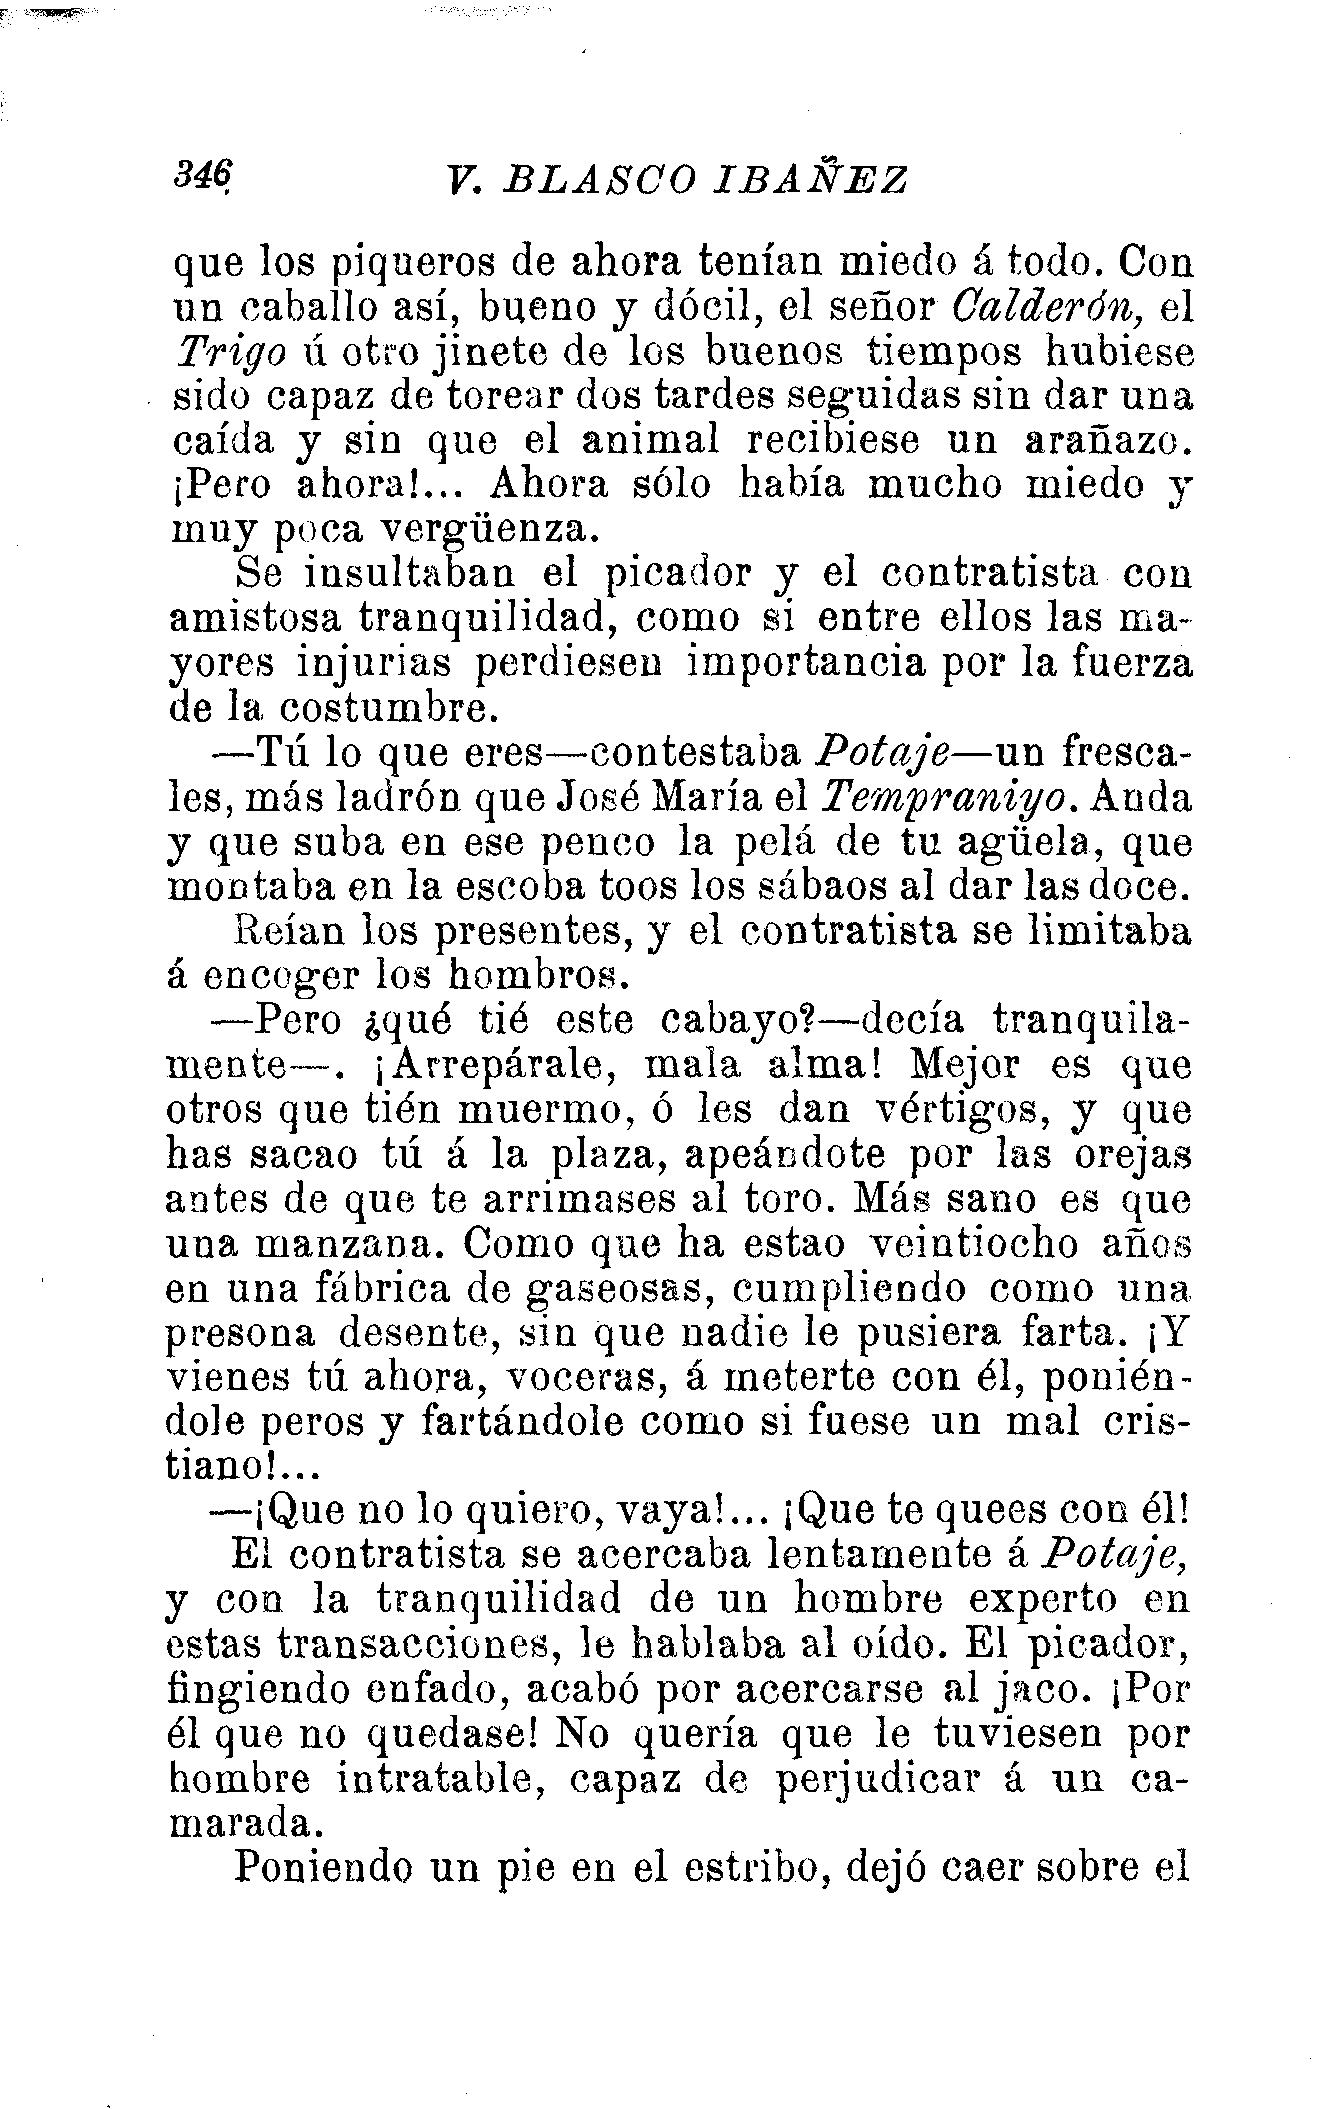 346 V. BLASCO IBAÑEZ
que los piqueros de ahora tenían miedo á todo. Con
un caballo así, bueno y dócil, el señor Calderón, el
Trigo ú otro jinete de los buenos tiempos hubiese
sido capaz de torear dos tardes seguidas sin dar una
caída y sin que el animal recibiese un arañazo.
¡Pero ahora!... Ahora sólo había mucho miedo y
muy poca vergüenza.
Se insultaban el picador y el contratista con
amistosa tranquilidad, como si entre ellos las ma-
yores injurias perdiesen importancia por la fuerza
de la costumbre.
—Tú lo que eres—contestaba Potaje—un fresca-
les, más ladrón que José María el Tempraniyo. Anda
y que suba en ese penco la pelá de tu agüela, que
montaba en la escoba toos los sábaos al dar las doce.
Reían los presentes, y el contratista se limitaba
á encoger los hombros.
—Pero ¿qué tié este cabayo?—decía tranquila-
mente—. ¡Arrepárale, mala alma! Mejor es que
otros que tién muermo, ó les dan vértigos, y que
has sacao tú á la plaza, apeándote por las orejas
antes de que te arrimases al toro. Más sano es que
una manzana. Como que ha estao veintiocho años
en una fábrica de gaseosas, cumpliendo como una
presona desente, sin que nadie le pusiera farta. ¡Y
vienes tú ahora, voceras, á meterte con él, ponién-
dole peros y fartándole como si fuese un mal cris-
tiano!...
—¡Que no lo quiero, vaya!... ¡Que te quees con él!
El contratista se acercaba lentamente á Potaje,
y con la tranquilidad de un hombre experto en
estas transacciones, le hablaba al oído. El picador,
fingiendo enfado, acabó por acercarse al jaco. ¡Por
él que no quedase! No quería que le tuviesen por
hombre intratable, capaz de perjudicar á un ca-
marada.
Poniendo un pie en el estribo, dejó caer sobre el